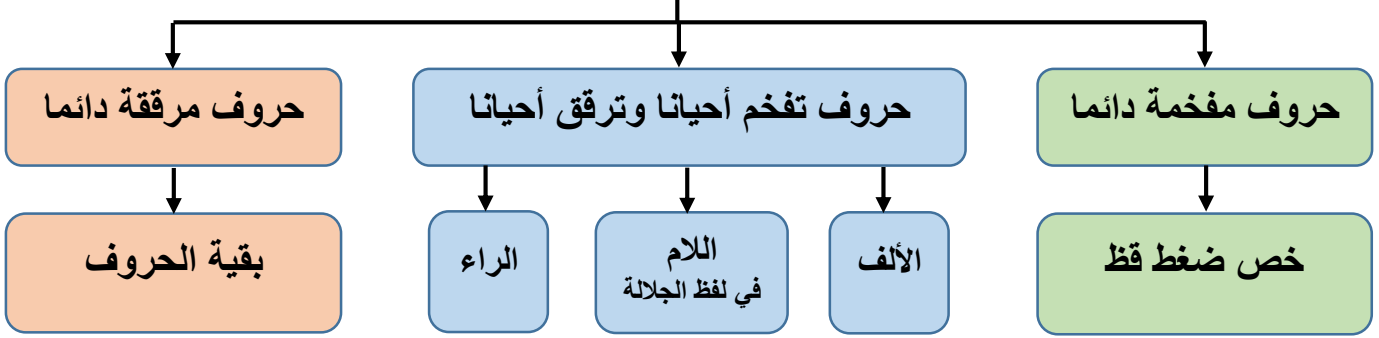 حروف مفخمة دائما
حروف تفخم أحيانا وترقق أحيانا
حروف مرققة دائما
خص ضغط قظ
الألف
اللام
في لفظ الجلالة
الراء
بقية الحروف